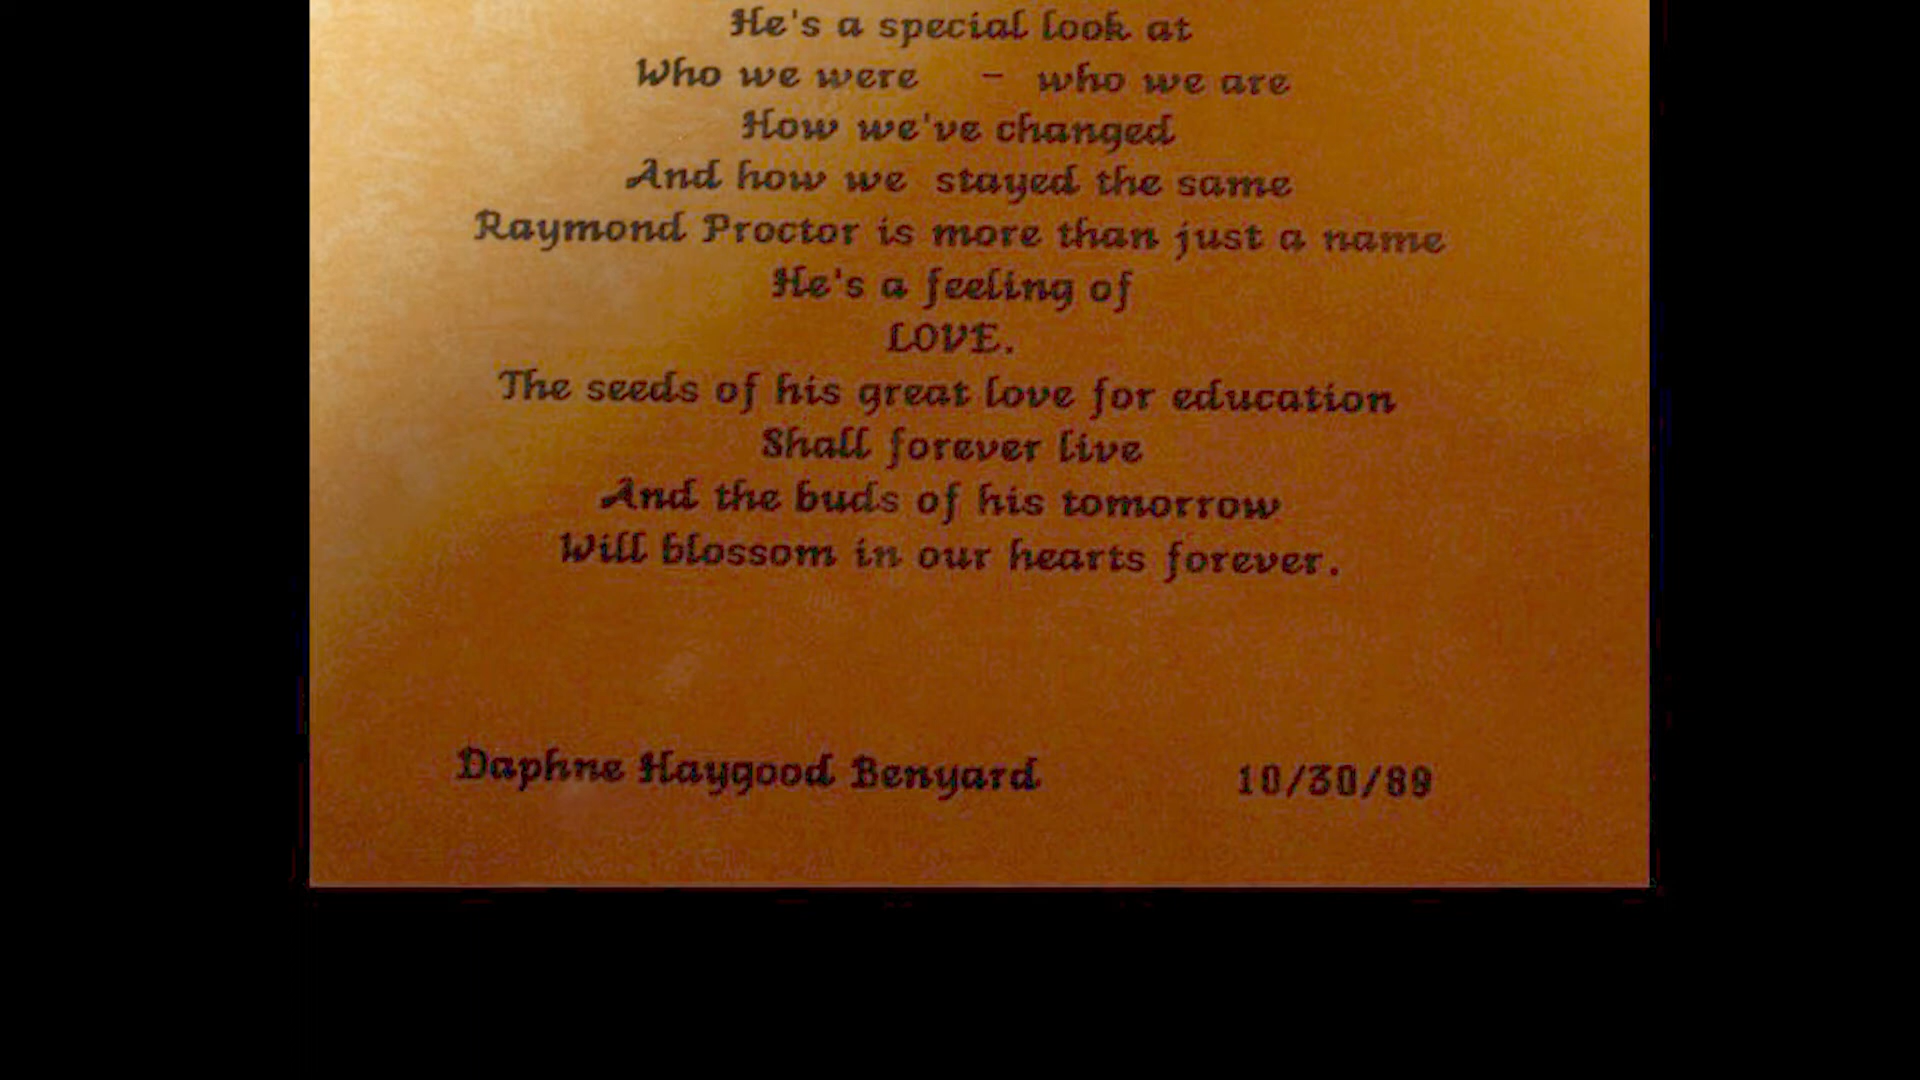 He's a special look at
Who we were - who we are
How we've changed
And how we stayed the same
Raymond Proctor is more than just a name
He's a feeling of
LOVE.
The seeds of his great love for education
Shall forever live
And the buds of his tomorrow
Will blossom in our hearts forever.
Daphne Haygood Benyard 10/30/89